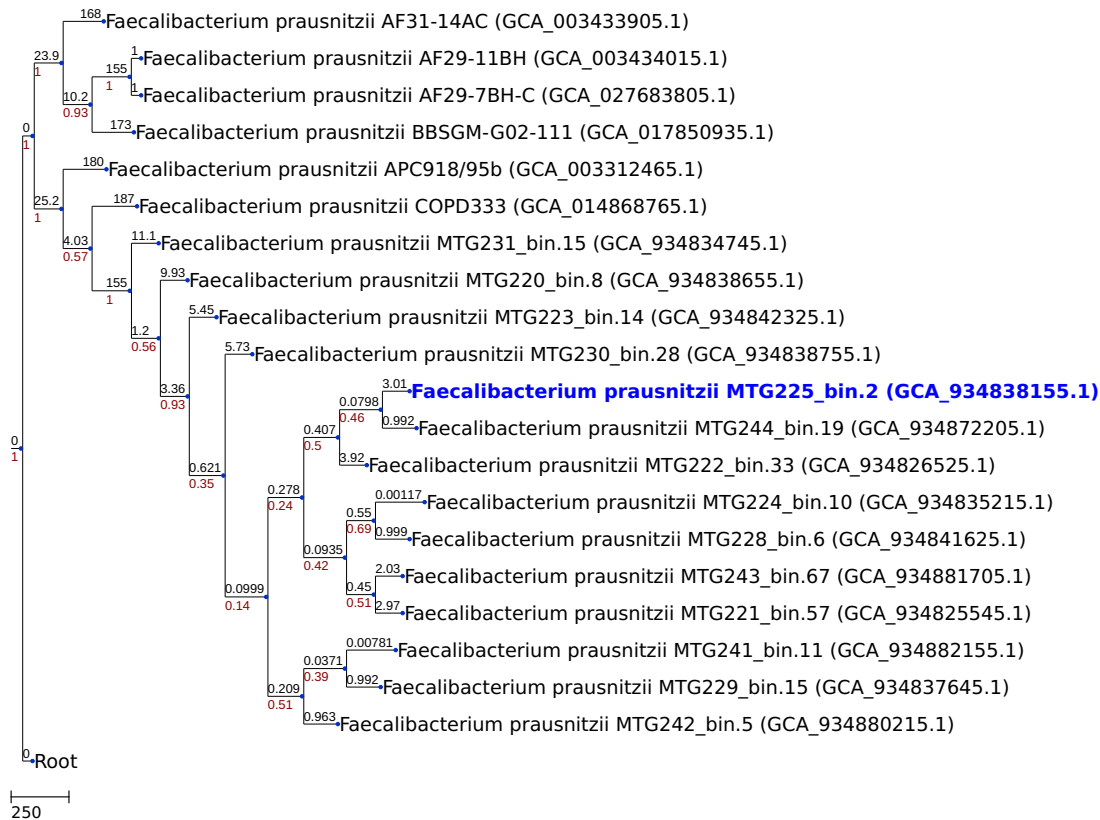 168 Faecalibacterium prausnitzii AF31-14AC (GCA_003433905.1)
23.9 1 Faecalibacterium prausnitzii AF29-11BH (GCA_003434015.1)
1 155
10.2 1 1 Faecalibacterium prausnitzii AF29-7BH-C (GCA_027683805.1)
0.93
0 173 Faecalibacterium prausnitzii BBSGM-G02-111 (GCA_017850935.1)
1
180 Faecalibacterium prausnitzii APC918/95b (GCA_003312465.1)
25.2 187 Faecalibacterium prausnitzii COPD333 (GCA_014868765.1)
1
4.03 11.1 Faecalibacterium prausnitzii MTG231_bin.15 (GCA_934834745.1)
0.57
155 9.93 Faecalibacterium prausnitzii MTG220_bin.8 (GCA_934838655.1)
1
1.2 5.45 Faecalibacterium prausnitzii MTG223_bin.14 (GCA_934842325.1)
0.56
5.73 Faecalibacterium prausnitzii MTG230_bin.28 (GCA_934838755.1)
3.36 3.01 Faecalibacterium prausnitzii MTG225_bin.2 (GCA_934838155.1)
0.93 0.0798
0.46 0.992 Faecalibacterium prausnitzii MTG244_bin.19 (GCA_934872205.1)
0 0.407
1 0.5
0.621 3.92 Faecalibacterium prausnitzii MTG222_bin.33 (GCA_934826525.1)
0.35
0.278 0.00117 Faecalibacterium prausnitzii MTG224_bin.10 (GCA_934835215.1)
0.24 0.55
0.69 0.999 Faecalibacterium prausnitzii MTG228_bin.6 (GCA_934841625.1)
0.0935
0.42 2.03 Faecalibacterium prausnitzii MTG243_bin.67 (GCA_934881705.1)
0.0999 0.45
0.14 0.51 2.97 Faecalibacterium prausnitzii MTG221_bin.57 (GCA_934825545.1)
0.00781 Faecalibacterium prausnitzii MTG241_bin.11 (GCA_934882155.1)
0.0371
0.39 0.992 Faecalibacterium prausnitzii MTG229_bin.15 (GCA_934837645.1)
0.209
0.51 0.963 Faecalibacterium prausnitzii MTG242_bin.5 (GCA_934880215.1)
0 Root
250